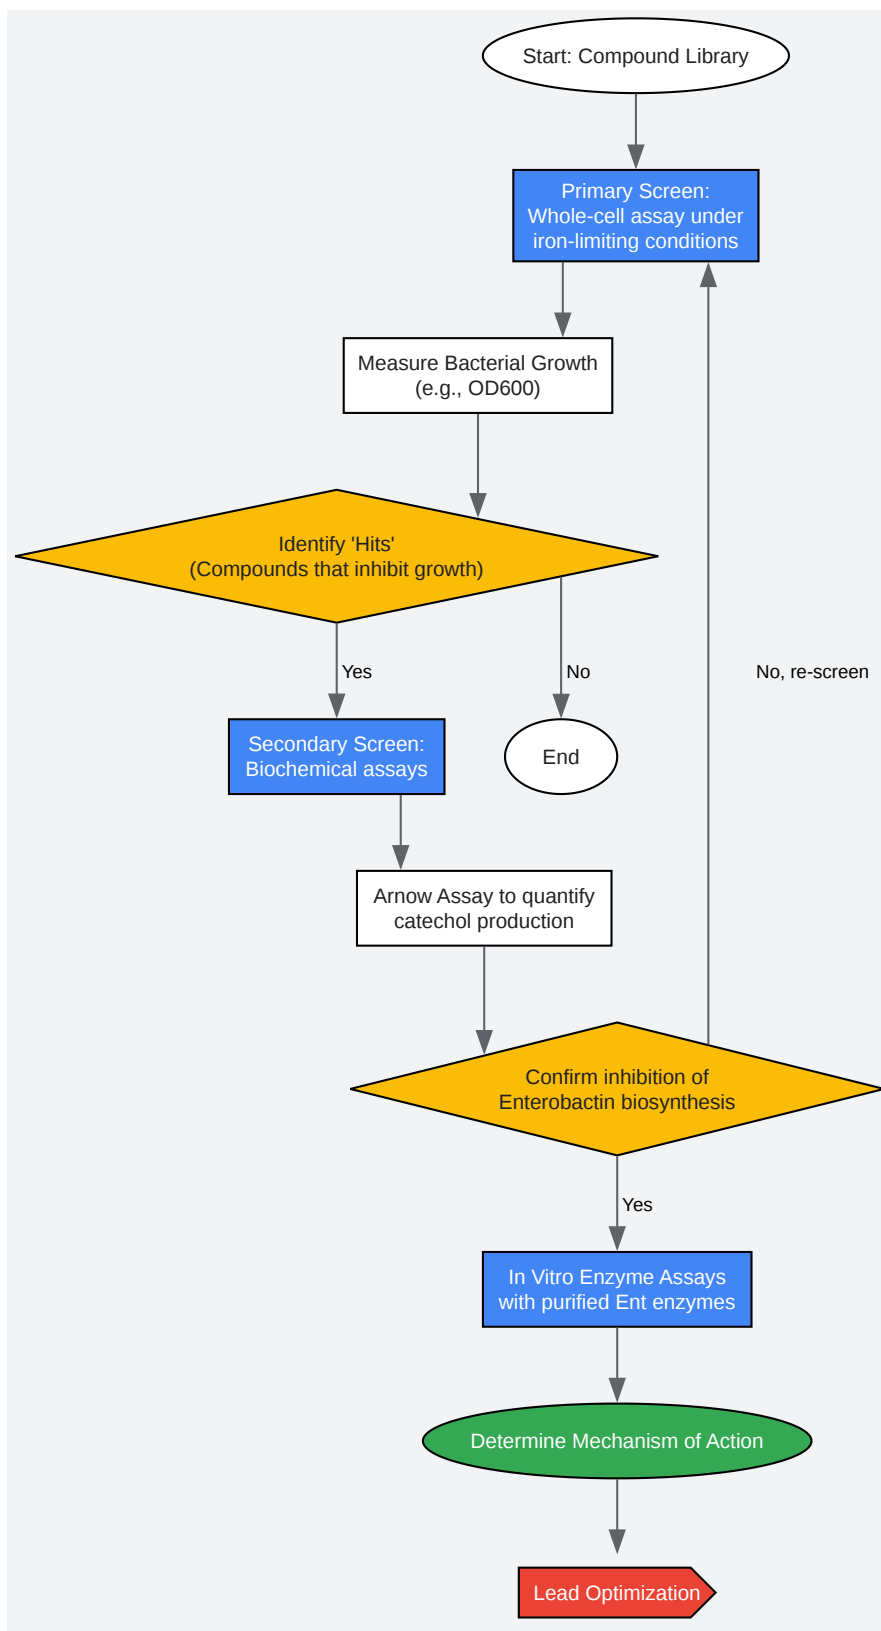 Start: Compound Library
Primary Screen:
Whole-cell assay under
iron-limiting conditions
Measure Bacterial Growth
(e.g., OD600)
Identify 'Hits'
(Compounds that inhibit growth)
Yes
No
No, re-screen
Secondary Screen:
Biochemical assays
End
Arnow Assay to quantify
catechol production
Confirm inhibition of
Enterobactin biosynthesis
Yes
In Vitro Enzyme Assays
with purified Ent enzymes
Determine Mechanism of Action
Lead Optimization